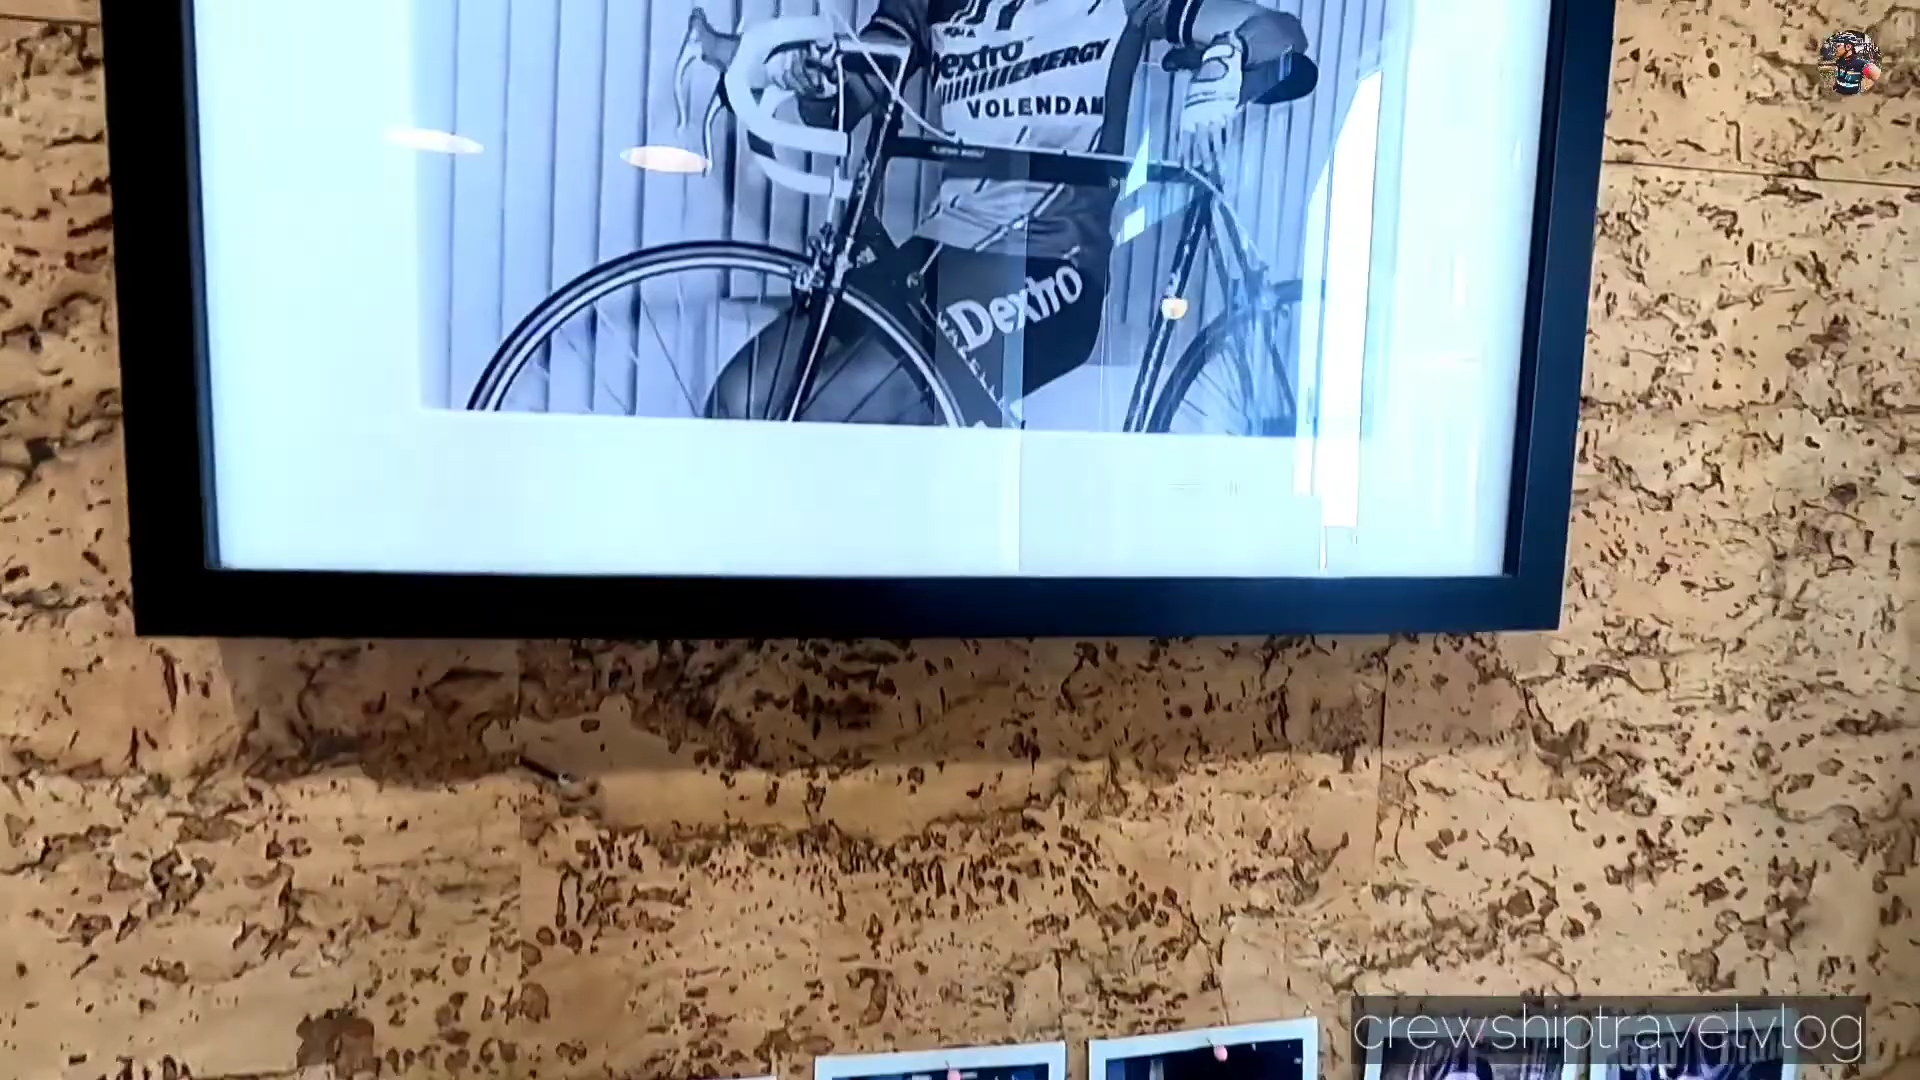 Dextro
ENERGY
VOLENDAM
Dextro
crewshiptravelvlog